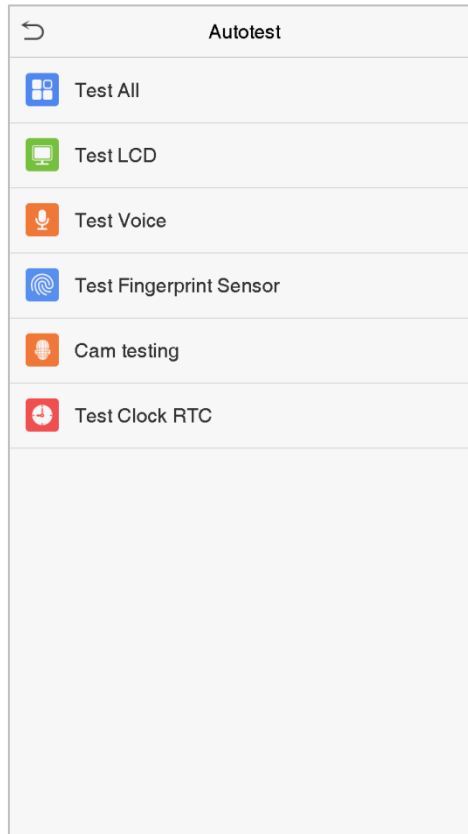 Autotest
Test All
Test LCD
Test Voice
Test Fingerprint Sensor
Cam testing
Test Clock RTC